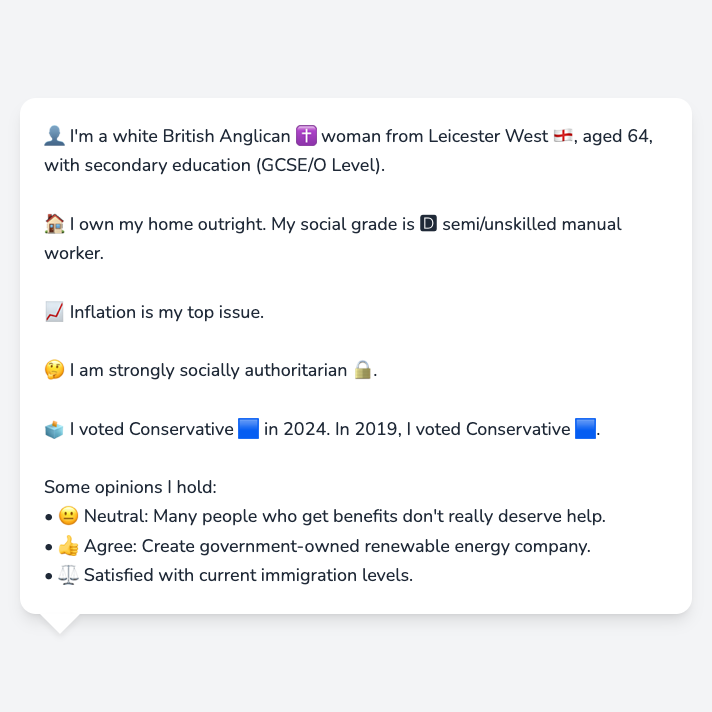 👤 I'm a white British Anglican ✝️ woman from Leicester West 🏴󠁧󠁢󠁥󠁮󠁧󠁿, aged 64,
with secondary education (GCSE/O Level).
🏠 I own my home outright. My social grade is 🅳 semi/unskilled manual
worker.
📈 Inflation is my top issue.
🤔 I am strongly socially authoritarian 🔒.
🗳️ I voted Conservative 🟦 in 2024. In 2019, I voted Conservative 🟦.
Some opinions I hold:
• 😐 Neutral: Many people who get benefits don't really deserve help.
• 👍 Agree: Create government-owned renewable energy company.
• ⚖️ Satisfied with current immigration levels.